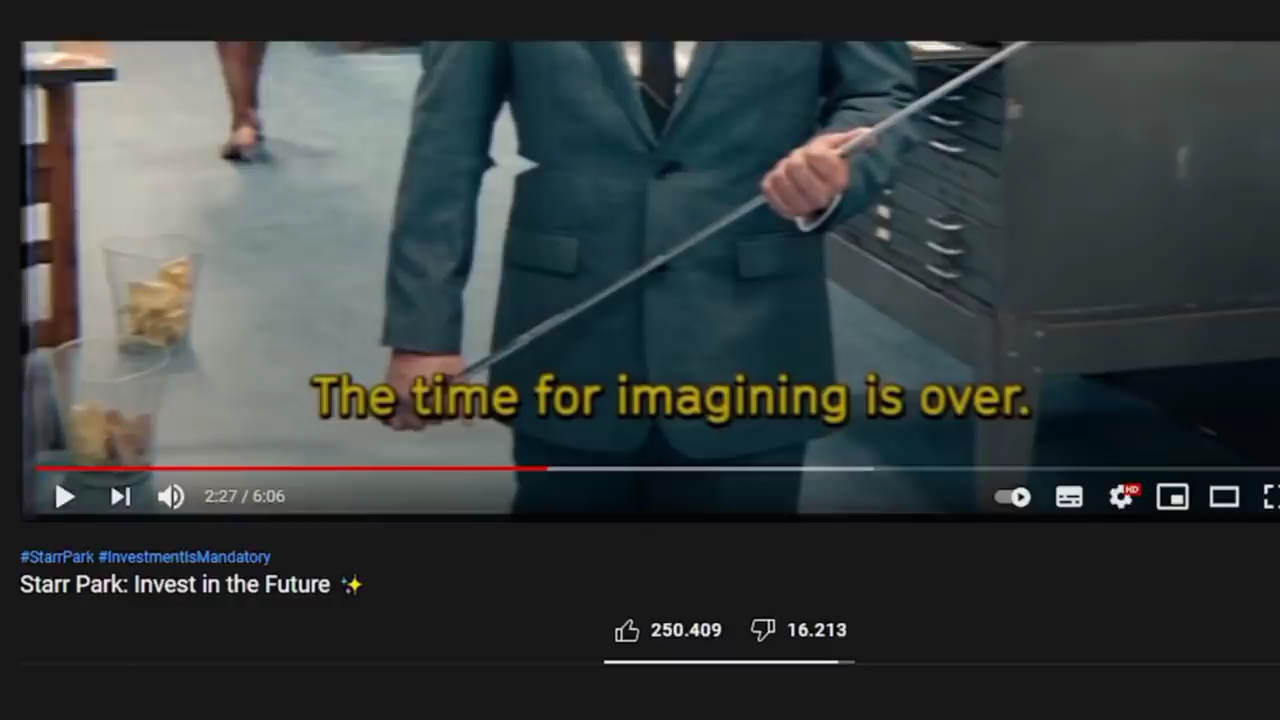 The time for imagining is over.
2:27 / 6:06
HD
#StarrPark #InvestmentIsMandatory
Starr Park: Invest in the Future ✨
250.409 16.213